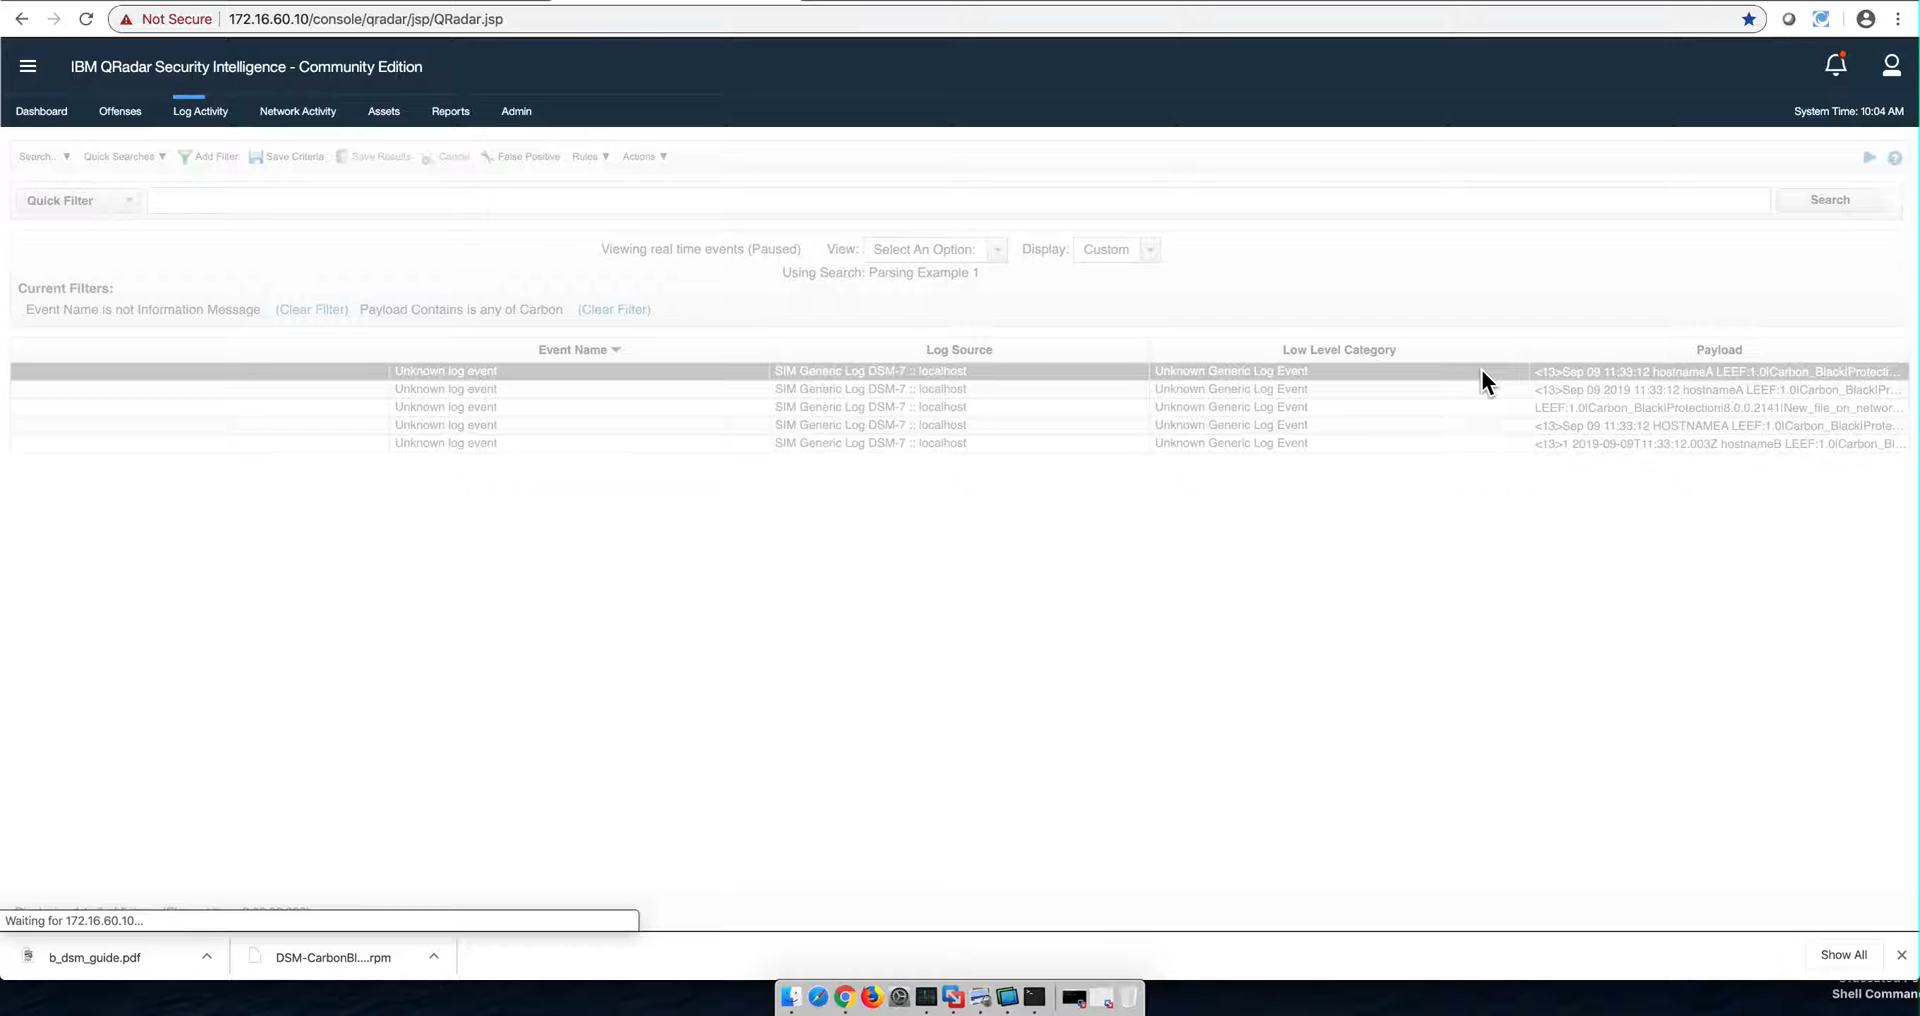 Not Secure 172.16.60.10/console/qradar/jsp/QRadar.jsp
IBM QRadar Security Intelligence - Community Edition
Dashboard Offenses Log Activity Network Activity Assets Reports Admin System Time: 10:04 AM
Search.. Quick Searches Add Filter Save Criteria Save Results Cancel False Positive Rules Actions
Quick Filter Search
Viewing real time events (Paused) View: Select An Option: Display: Custom
Using Search: Parsing Example 1
Current Filters:
Event Name is not Information Message (Clear Filter) Payload Contains is any of Carbon (Clear Filter)
Event Name Log Source Low Level Category Payload
Unknown log event SIM Generic Log DSM-7 :: localhost Unknown Generic Log Event <13>Sep 09 11:33:12 hostnameA LEEF:1.0|Carbon_Black|Protecti...
Unknown log event SIM Generic Log DSM-7 :: localhost Unknown Generic Log Event <13>Sep 09 2019 11:33:12 hostnameA LEEF:1.0|Carbon_Black|Pr...
Unknown log event SIM Generic Log DSM-7 :: localhost Unknown Generic Log Event LEEF:1.0|Carbon_Black|Protection|8.0.0.2141|New_file_on_networ...
Unknown log event SIM Generic Log DSM-7 :: localhost Unknown Generic Log Event <13>Sep 09 11:33:12 HOSTNAMEA LEEF:1.0|Carbon_Black|Prote...
Unknown log event SIM Generic Log DSM-7 :: localhost Unknown Generic Log Event <13>1 2019-09-09T11:33:12.003Z hostnameB LEEF:1.0|Carbon_Bl...
Waiting for 172.16.60.10...
b_dsm_guide.pdf DSM-CarbonBl....rpm Show All
Shell Comman